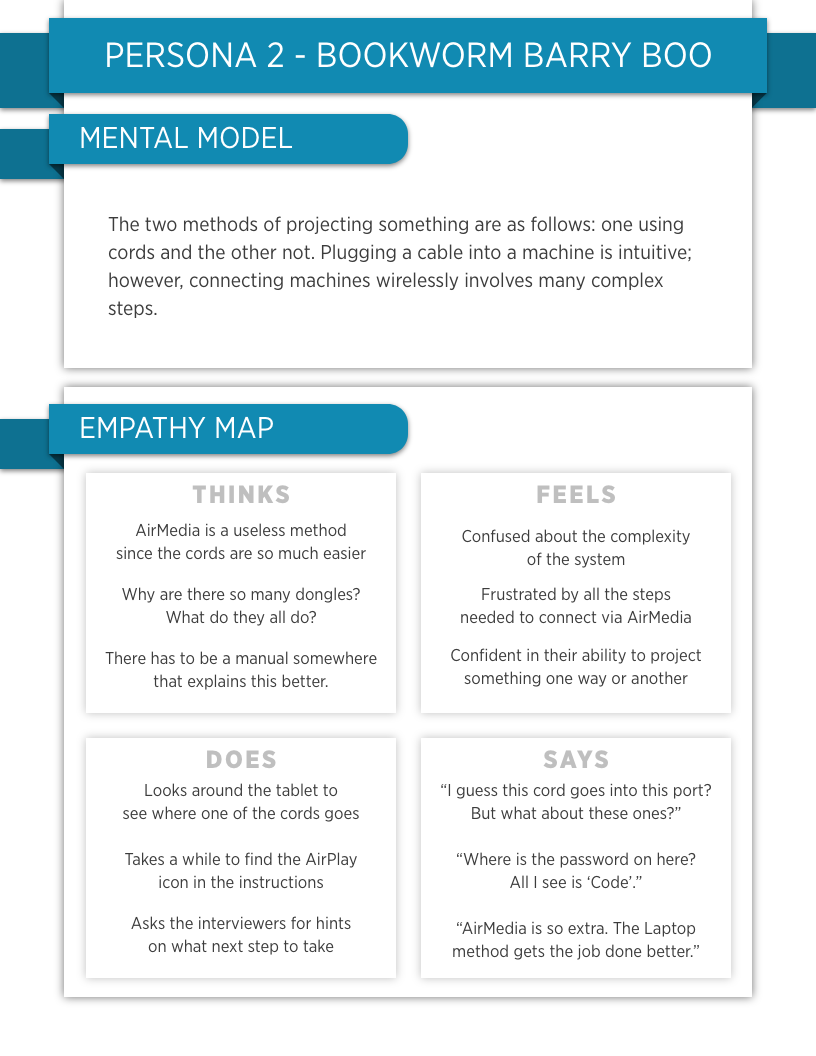 PERSONA 2 - BOOKWORM BARRY BOO
MENTAL MODEL
The two methods of projecting something are as follows: one using
cords and the other not. Plugging a cable into a machine is intuitive;
however, connecting machines wirelessly involves many complex
steps.
EMPATHY MAP
THINKS
AirMedia is a useless method
since the cords are so much easier
Why are there so many dongles?
What do they all do?
There has to be a manual somewhere
that explains this better.
FEELS
Confused about the complexity
of the system
Frustrated by all the steps
needed to connect via AirMedia
Confident in their ability to project
something one way or another
DOES
Looks around the tablet to
see where one of the cords goes
Takes a while to find the AirPlay
icon in the instructions
Asks the interviewers for hints
on what next step to take
SAYS
“I guess this cord goes into this port?
But what about these ones?”
“Where is the password on here?
All I see is ‘Code’.”
“AirMedia is so extra. The Laptop
method gets the job done better.”